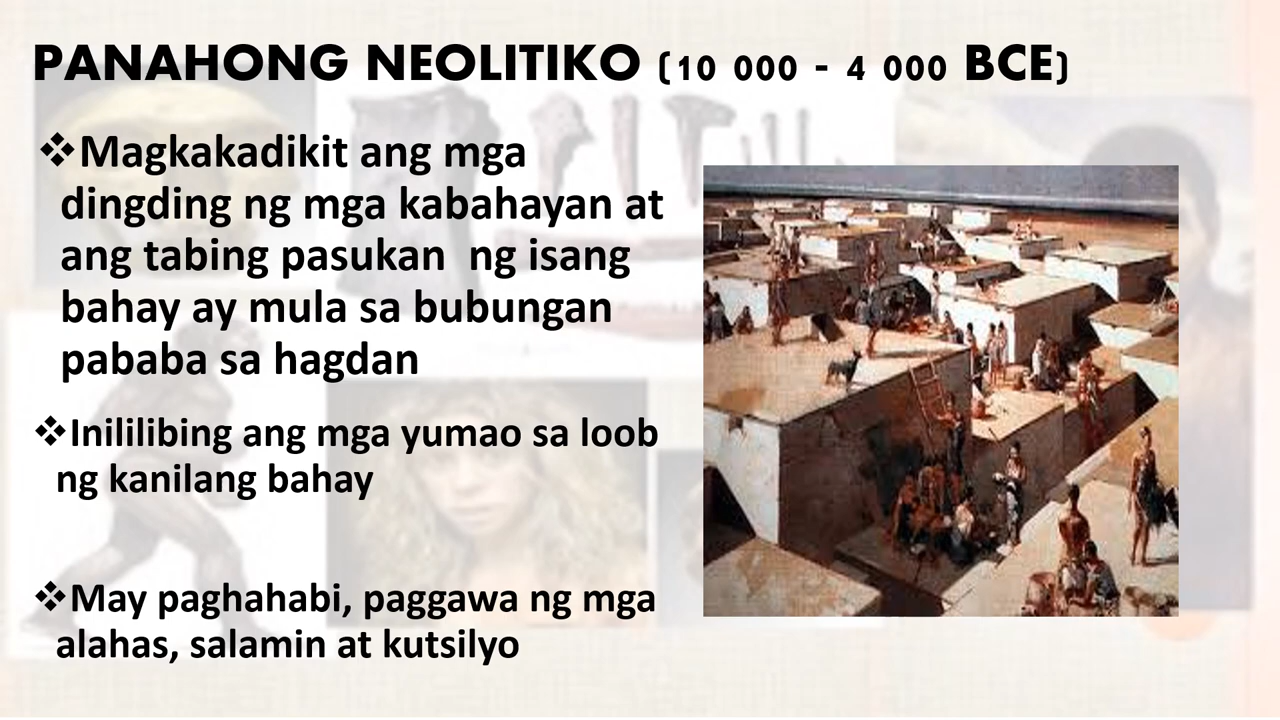 PANAHONG NEOLITIKO (10 000 - 4 000 BCE)
❖Magkakadikit ang mga
dingding ng mga kabahayan at
ang tabing pasukan  ng isang
bahay ay mula sa bubungan
pababa sa hagdan
❖Inililibing ang mga yumao sa loob
ng kanilang bahay
❖May paghahabi, paggawa ng mga
alahas, salamin at kutsilyo